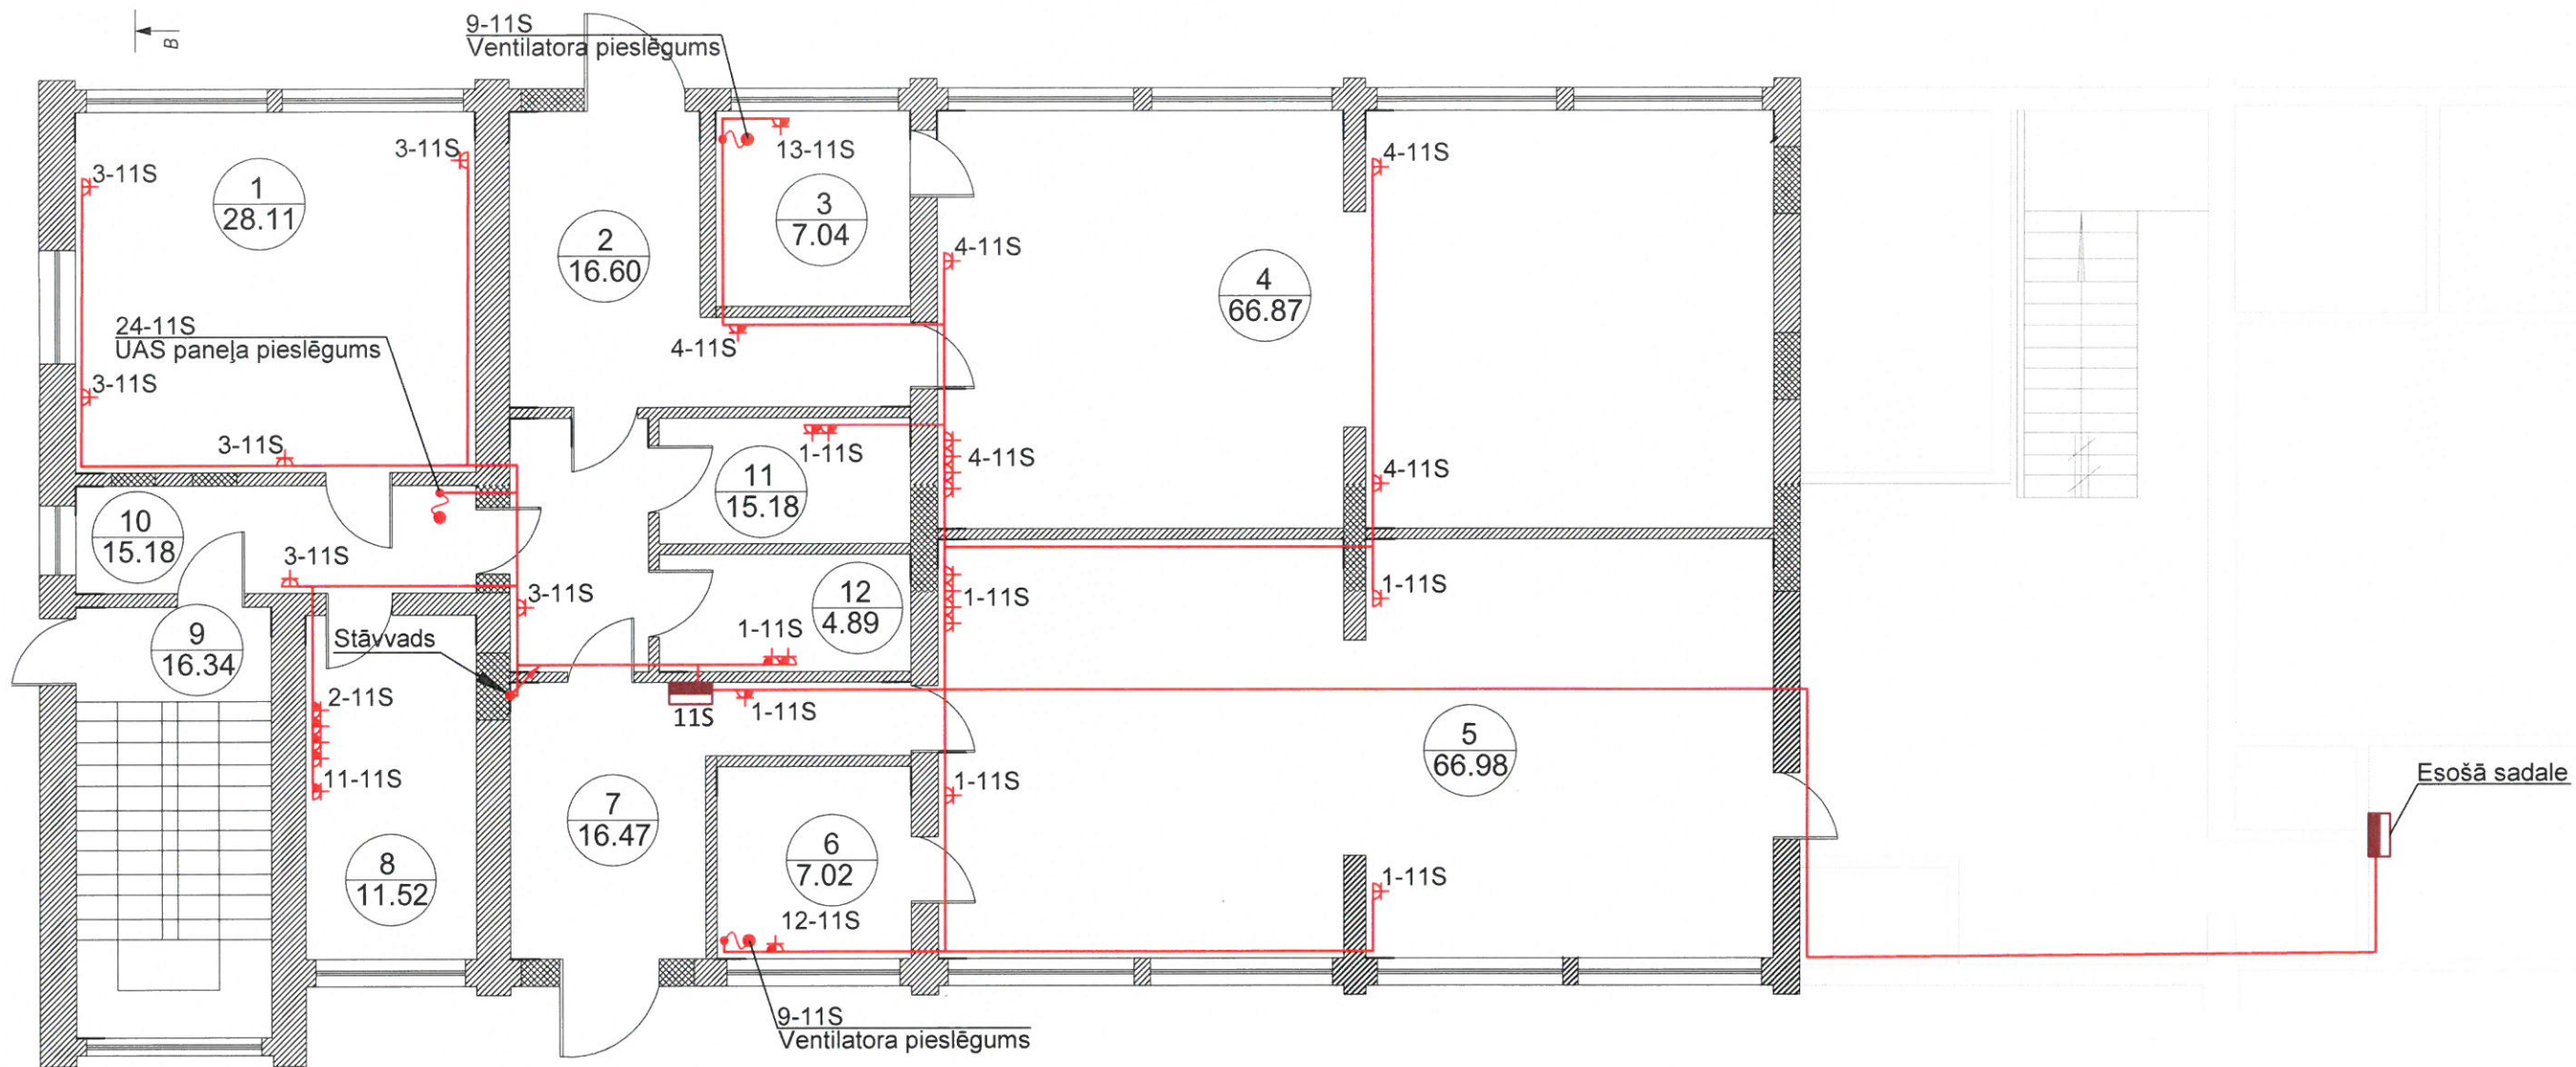 B
9-11S
Ventilatora pieslēgums
3-11S
3-11S
1
28.11
2
16.60
13-11S
3
7.04
4-11S
4-11S
4
66.87
24-11S
UAS paneļa pieslēgums
4-11S
3-11S
3-11S
1-11S
4-11S
4-11S
11
15.18
10
15.18
3-11S
3-11S
12
4.89
1-11S
1-11S
9
16.34
Stāvvads
1-11S
2-11S
11S
1-11S
5
66.98
11-11S
1-11S
Esošā sadale
7
16.47
6
7.02
8
11.52
1-11S
12-11S
9-11S
Ventilatora pieslēgums